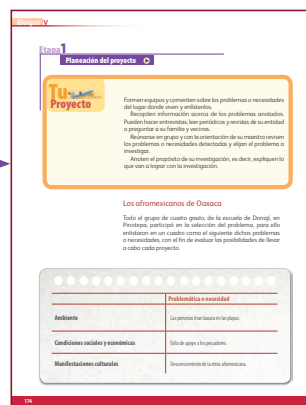 Bloque V
Etapa 1
Planeación del proyecto
Tu
Proyecto
Formen equipos y comenten sobre los problemas o necesidades
del lugar donde viven y enlístenlos.
Recopilen información acerca de los problemas anotados.
Pueden hacer entrevistas, leer periódicos y revistas de su entidad
o preguntar a su familia y vecinos.
Reúnanse en grupo y con la orientación de su maestro revisen
los problemas o necesidades detectadas y elijan el problema a
investigar.
Anoten el propósito de su investigación, es decir, expliquen lo
que van a lograr con la investigación.
Los afromexicanos de Oaxaca
Todo el grupo de cuarto grado, de la escuela de Donají, en
Pinotepa, participó en la selección del problema, para ello
enlistaron en un cuadro como el siguiente dichos problemas
o necesidades, con el fin de evaluar las posibilidades de llevar
a cabo cada proyecto.
Problemática o necesidad
Ambiente Las personas tiran basura en las playas.
Condiciones sociales y económicas Falta de apoyo a los pescadores.
Manifestaciones culturales Desconocimiento de la etnia afromexicana.
174